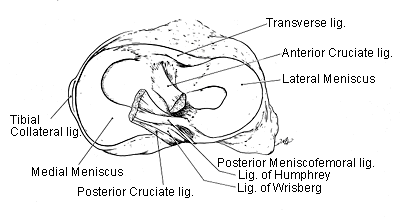 Transverse lig.
Anterior Cruciate lig.
Lateral Meniscus
Tibial
Collateral lig.
Posterior Meniscofemoral lig.
Medial Meniscus
Lig. of Humphrey
Posterior Cruciate lig.
Lig. of Wrisberg